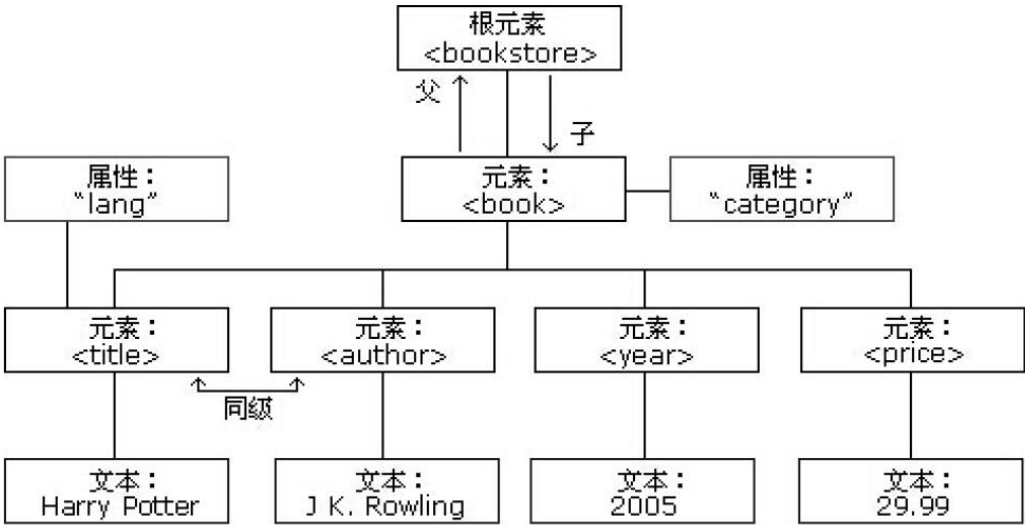 根元素
<bookstore>
父
子
属性：
“lang”
元素：
<book>
属性：
“category”
元素：
<title>
元素：
<author>
元素：
<year>
元素：
<price>
同级
文本：
Harry Potter
文本：
J K. Rowling
文本：
2005
文本：
29.99